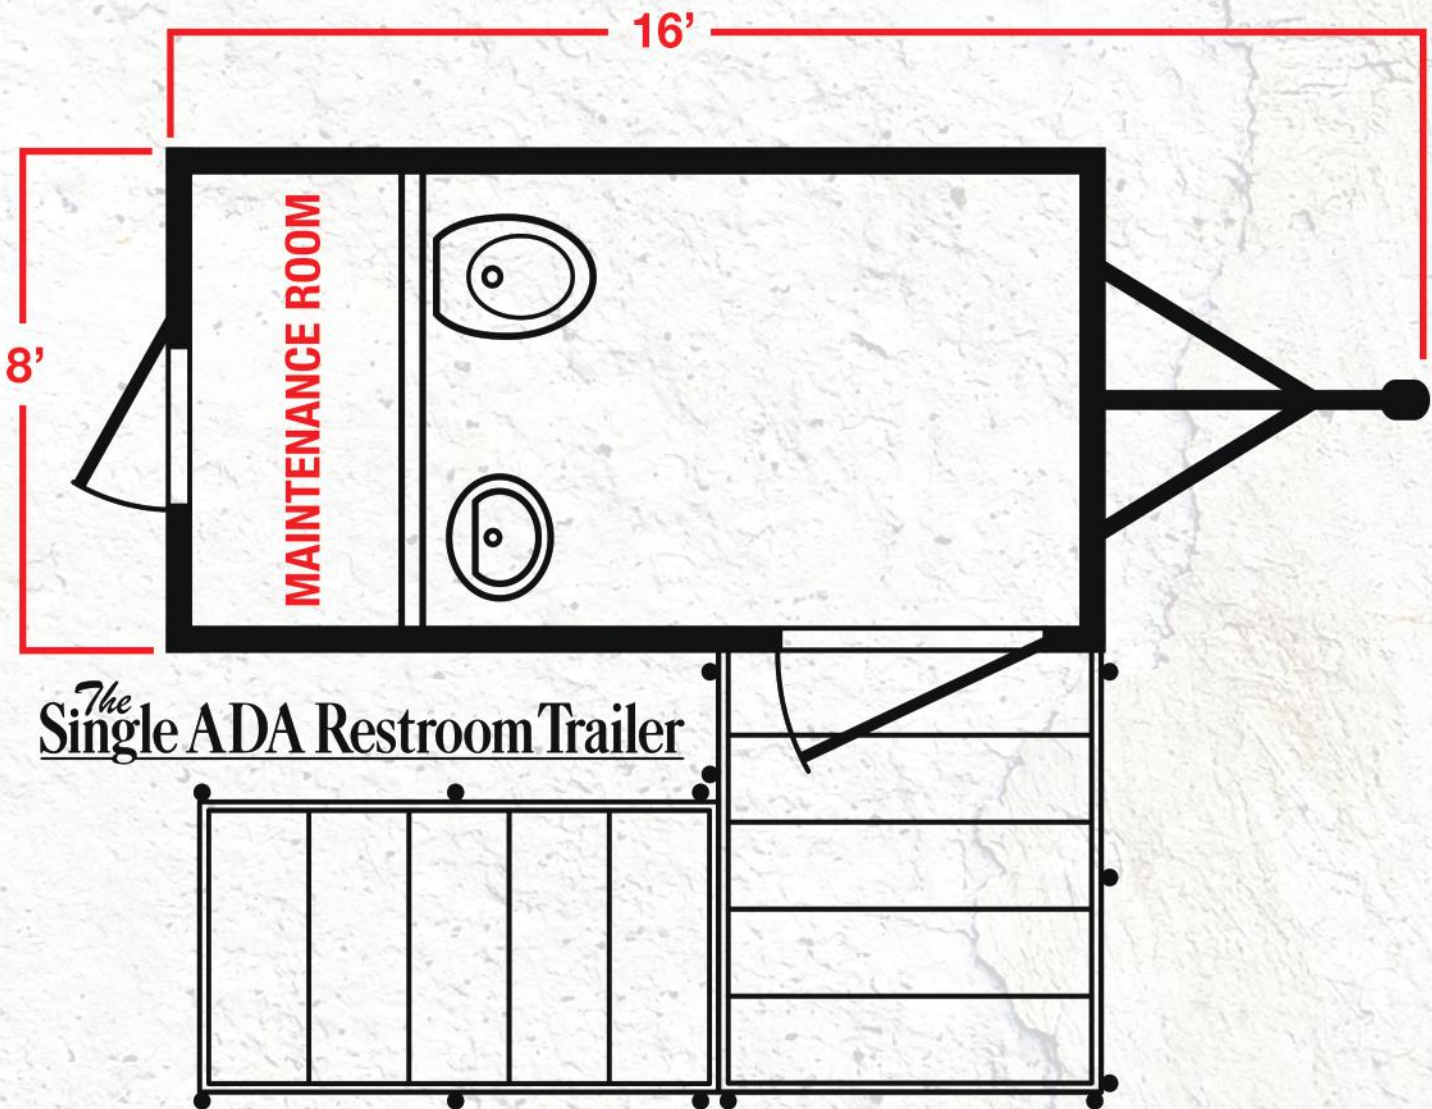 16’
8’
MAINTENANCE ROOM
The
Single ADA Restroom Trailer